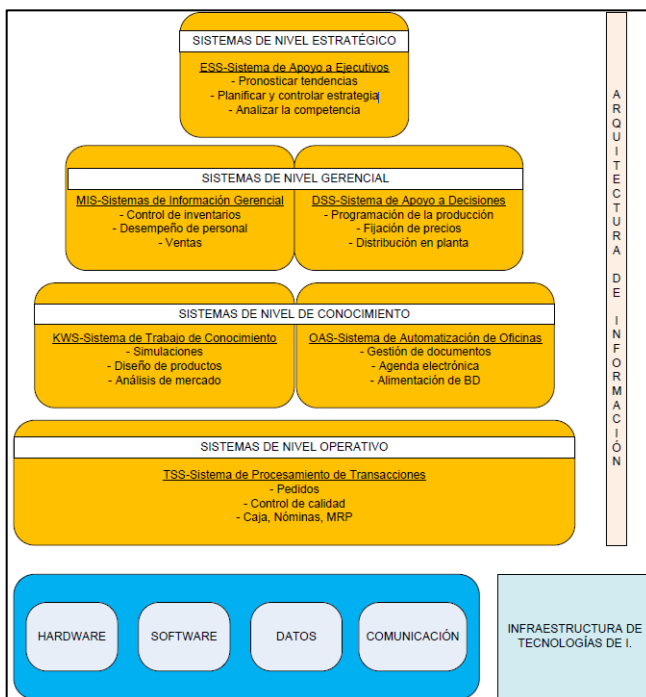 SISTEMAS DE NIVEL ESTRATÉGICO
ESS-Sistema de Apoyo a Ejecutivos
- Pronosticar tendencias
- Planificar y controlar estrategia
- Analizar la competencia
SISTEMAS DE NIVEL GERENCIAL
MIS-Sistemas de Información Gerencial
- Control de inventarios
- Desempeño de personal
- Ventas
DSS-Sistema de Apoyo a Decisiones
- Programación de la producción
- Fijación de precios
- Distribución en planta
SISTEMAS DE NIVEL DE CONOCIMIENTO
KWS-Sistema de Trabajo de Conocimiento
- Simulaciones
- Diseño de productos
- Análisis de mercado
OAS-Sistema de Automatización de Oficinas
- Gestión de documentos
- Agenda electrónica
- Alimentación de BD
SISTEMAS DE NIVEL OPERATIVO
TSS-Sistema de Procesamiento de Transacciones
- Pedidos
- Control de calidad
- Caja, Nóminas, MRP
ARQUITECTURA DE INFORMACIÓN
HARDWARE
SOFTWARE
DATOS
COMUNICACIÓN
INFRAESTRUCTURA DE
TECNOLOGÍAS DE I.